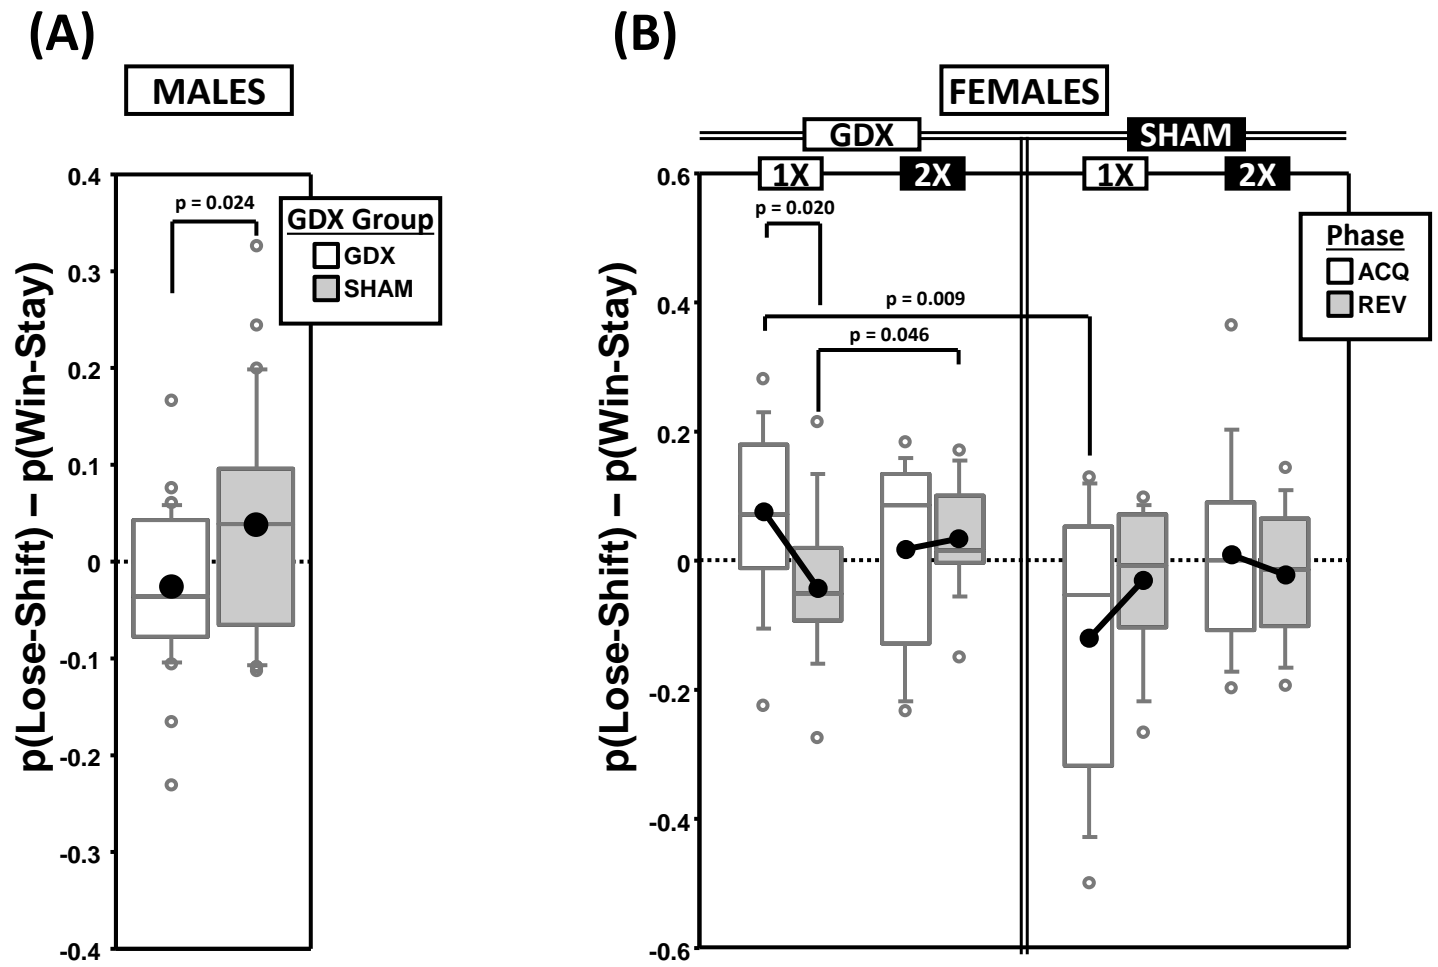 (A)
MALES
p(Lose-Shift) – p(Win-Stay)
0.4
0.3
0.2
0.1
0
-0.1
-0.2
-0.3
-0.4
p = 0.024
GDX Group
GDX
SHAM
(B)
FEMALES
GDX
SHAM
1X
2X
1X
2X
p(Lose-Shift) – p(Win-Stay)
0.6
0.4
0.2
0
-0.2
-0.4
-0.6
p = 0.020
p = 0.009
p = 0.046
Phase
ACQ
REV